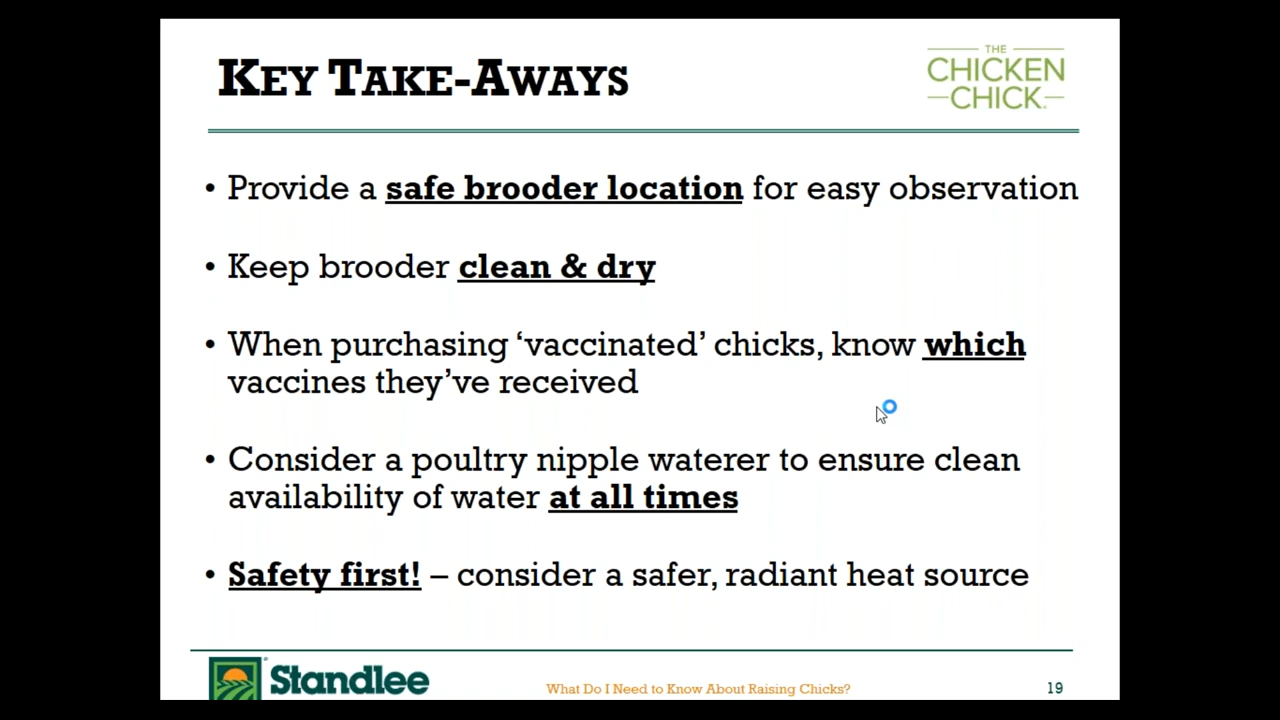 KEY TAKE-AWAYS
THE
CHICKEN
CHICK
• Provide a safe brooder location for easy observation
• Keep brooder clean & dry
• When purchasing ‘vaccinated’ chicks, know which
vaccines they’ve received
• Consider a poultry nipple waterer to ensure clean
availability of water at all times
• Safety first! – consider a safer, radiant heat source
Standlee
What Do I Need to Know About Raising Chicks?
19